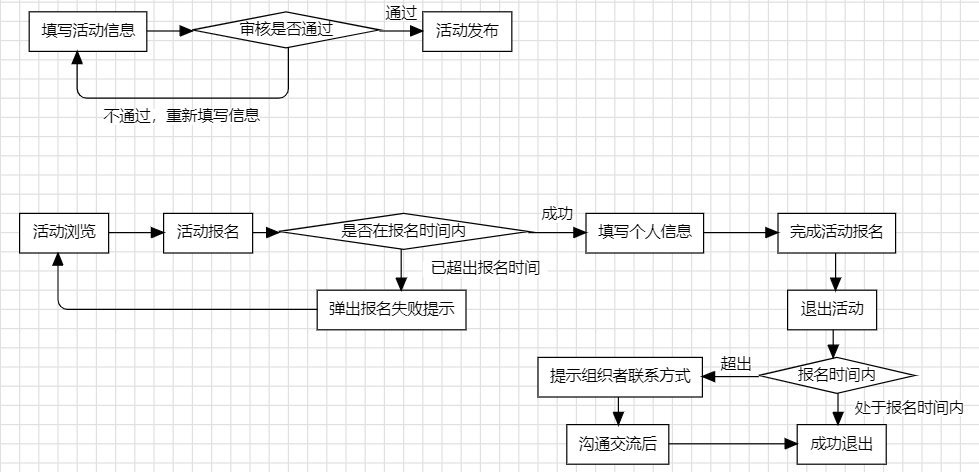 填写活动信息
审核是否通过
通过
活动发布
不通过，重新填写信息
活动浏览
活动报名
是否在报名时间内
成功
填写个人信息
完成活动报名
已超出报名时间
弹出报名失败提示
退出活动
报名时间内
超出
提示组织者联系方式
处于报名时间内
沟通交流后
成功退出